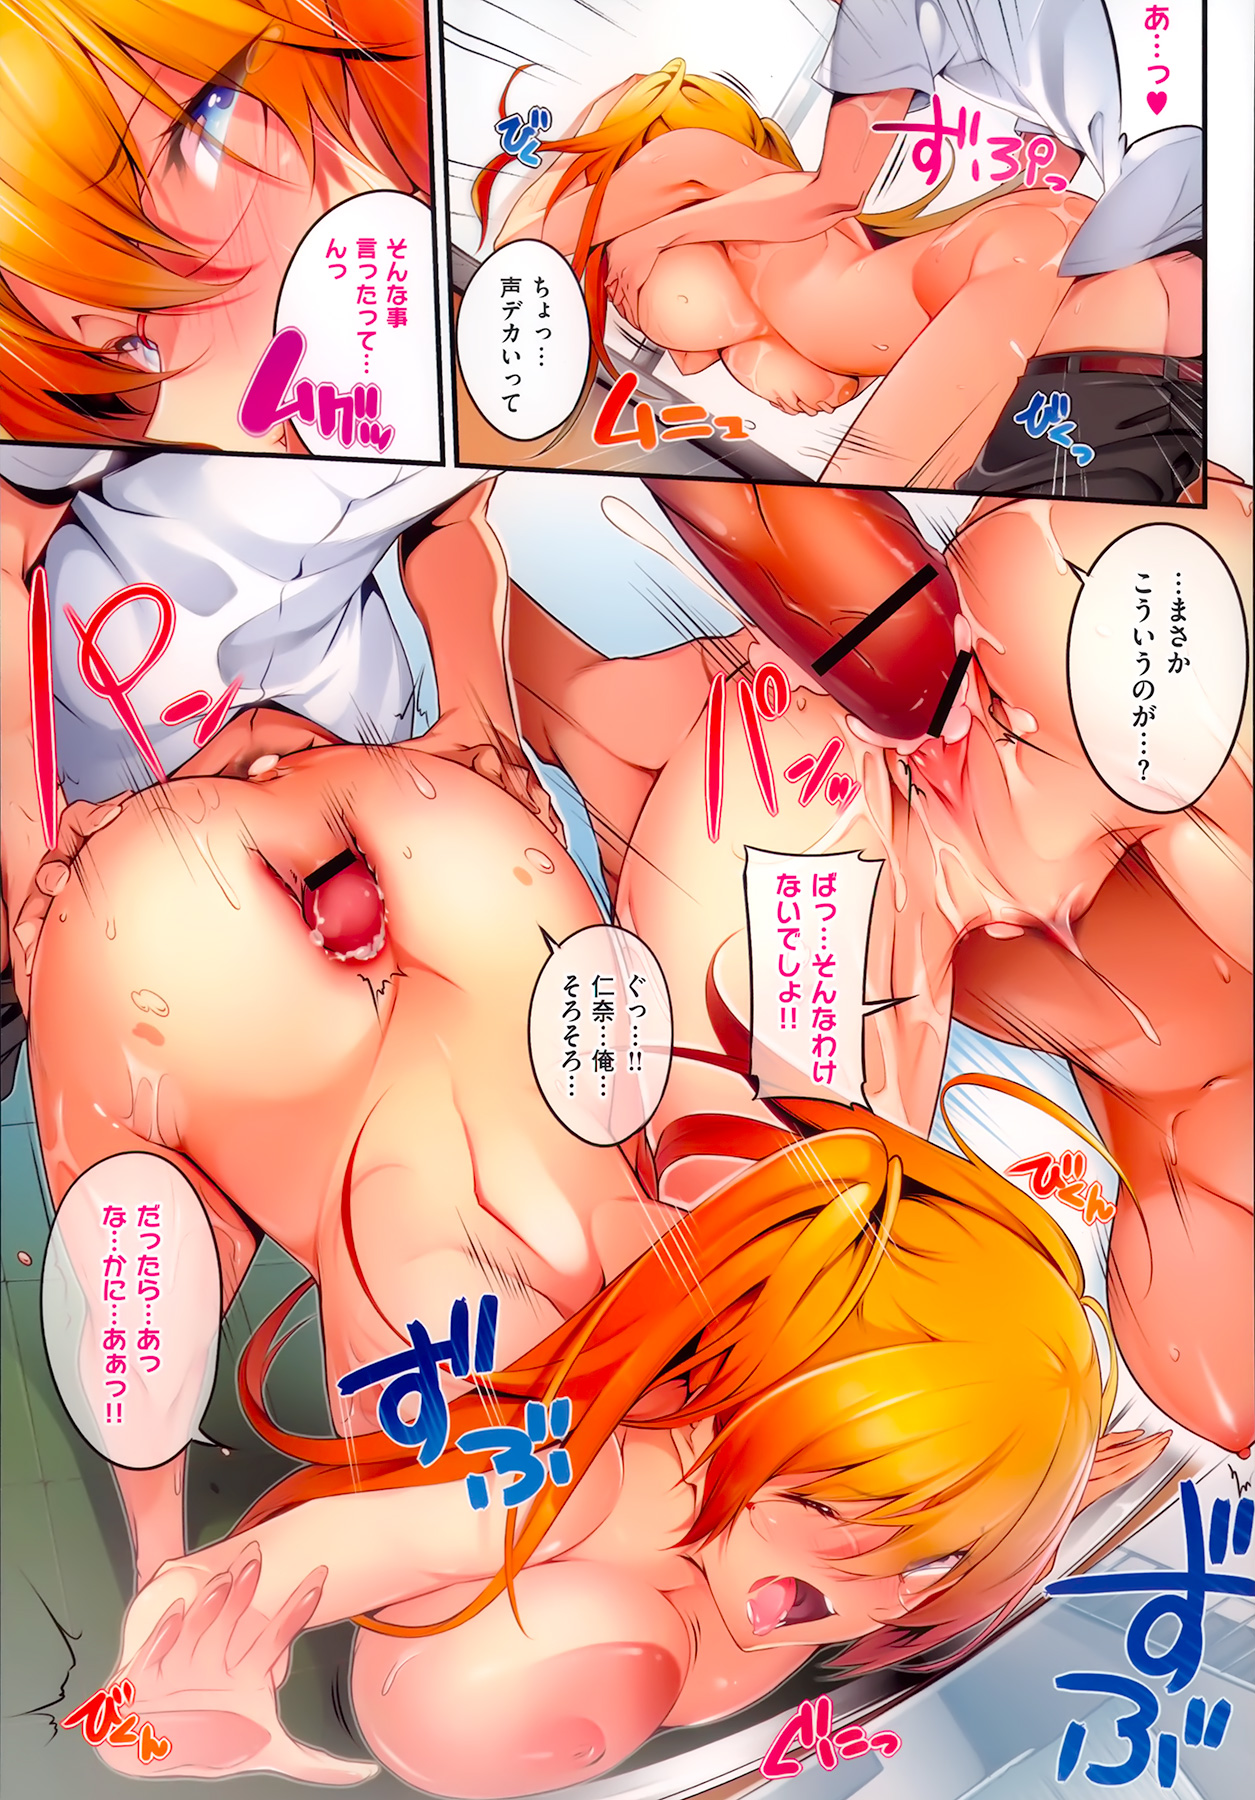 あ…っ♥
ずぷっ
びく
ちょっ…
声デカいって
ムニュ
びくっ
そんな事
言ったって…
んっ
ムグッ
…まさか
こういうのが…?
パンッ
ばっ…そんなわけ
ないでしょ!!
パン
ぐっ…!!
仁奈…俺…
そろそろ…
びくん
だったら…あっ
な…かに…ああっ!!
ずぶ
ずぶ
びくん
グニっ